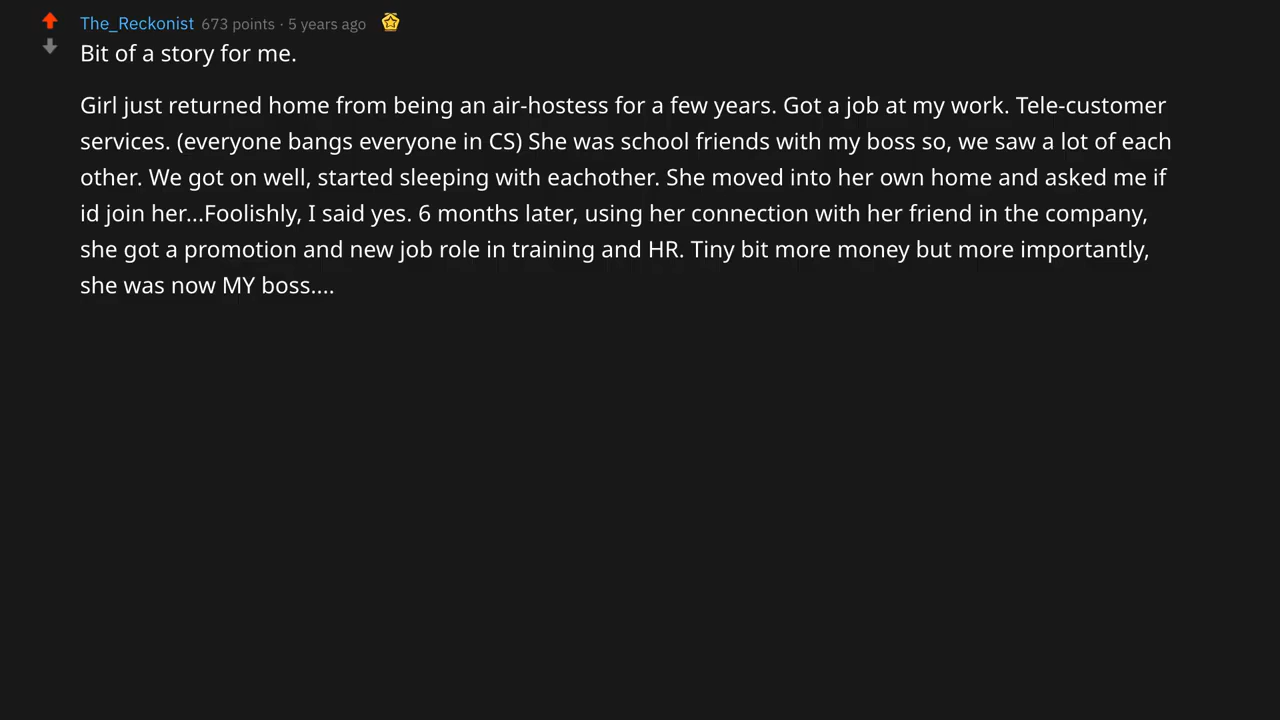 The_Reckonist 673 points · 5 years ago
Bit of a story for me.
Girl just returned home from being an air-hostess for a few years. Got a job at my work. Tele-customer
services. (everyone bangs everyone in CS) She was school friends with my boss so, we saw a lot of each
other. We got on well, started sleeping with eachother. She moved into her own home and asked me if
id join her...Foolishly, I said yes. 6 months later, using her connection with her friend in the company,
she got a promotion and new job role in training and HR. Tiny bit more money but more importantly,
she was now MY boss....